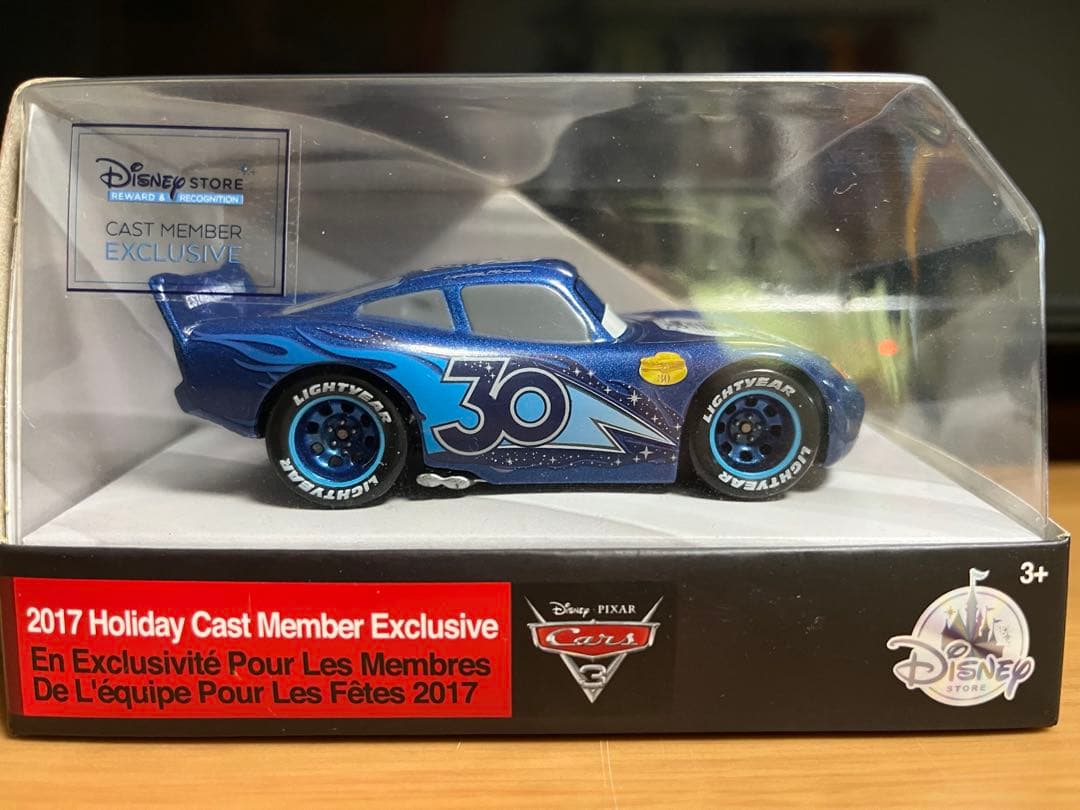 Disney STORE
REWARD & RECOGNITION
CAST MEMBER
EXCLUSIVE
30
30
LIGHTYEAR
LIGHTYEAR
LIGHTYEAR
LIGHTYEAR
3+
2017 Holiday Cast Member Exclusive
En Exclusivité Pour Les Membres
De L'équipe Pour Les Fêtes 2017
Disney · PIXAR
Cars
3
Disney
STORE